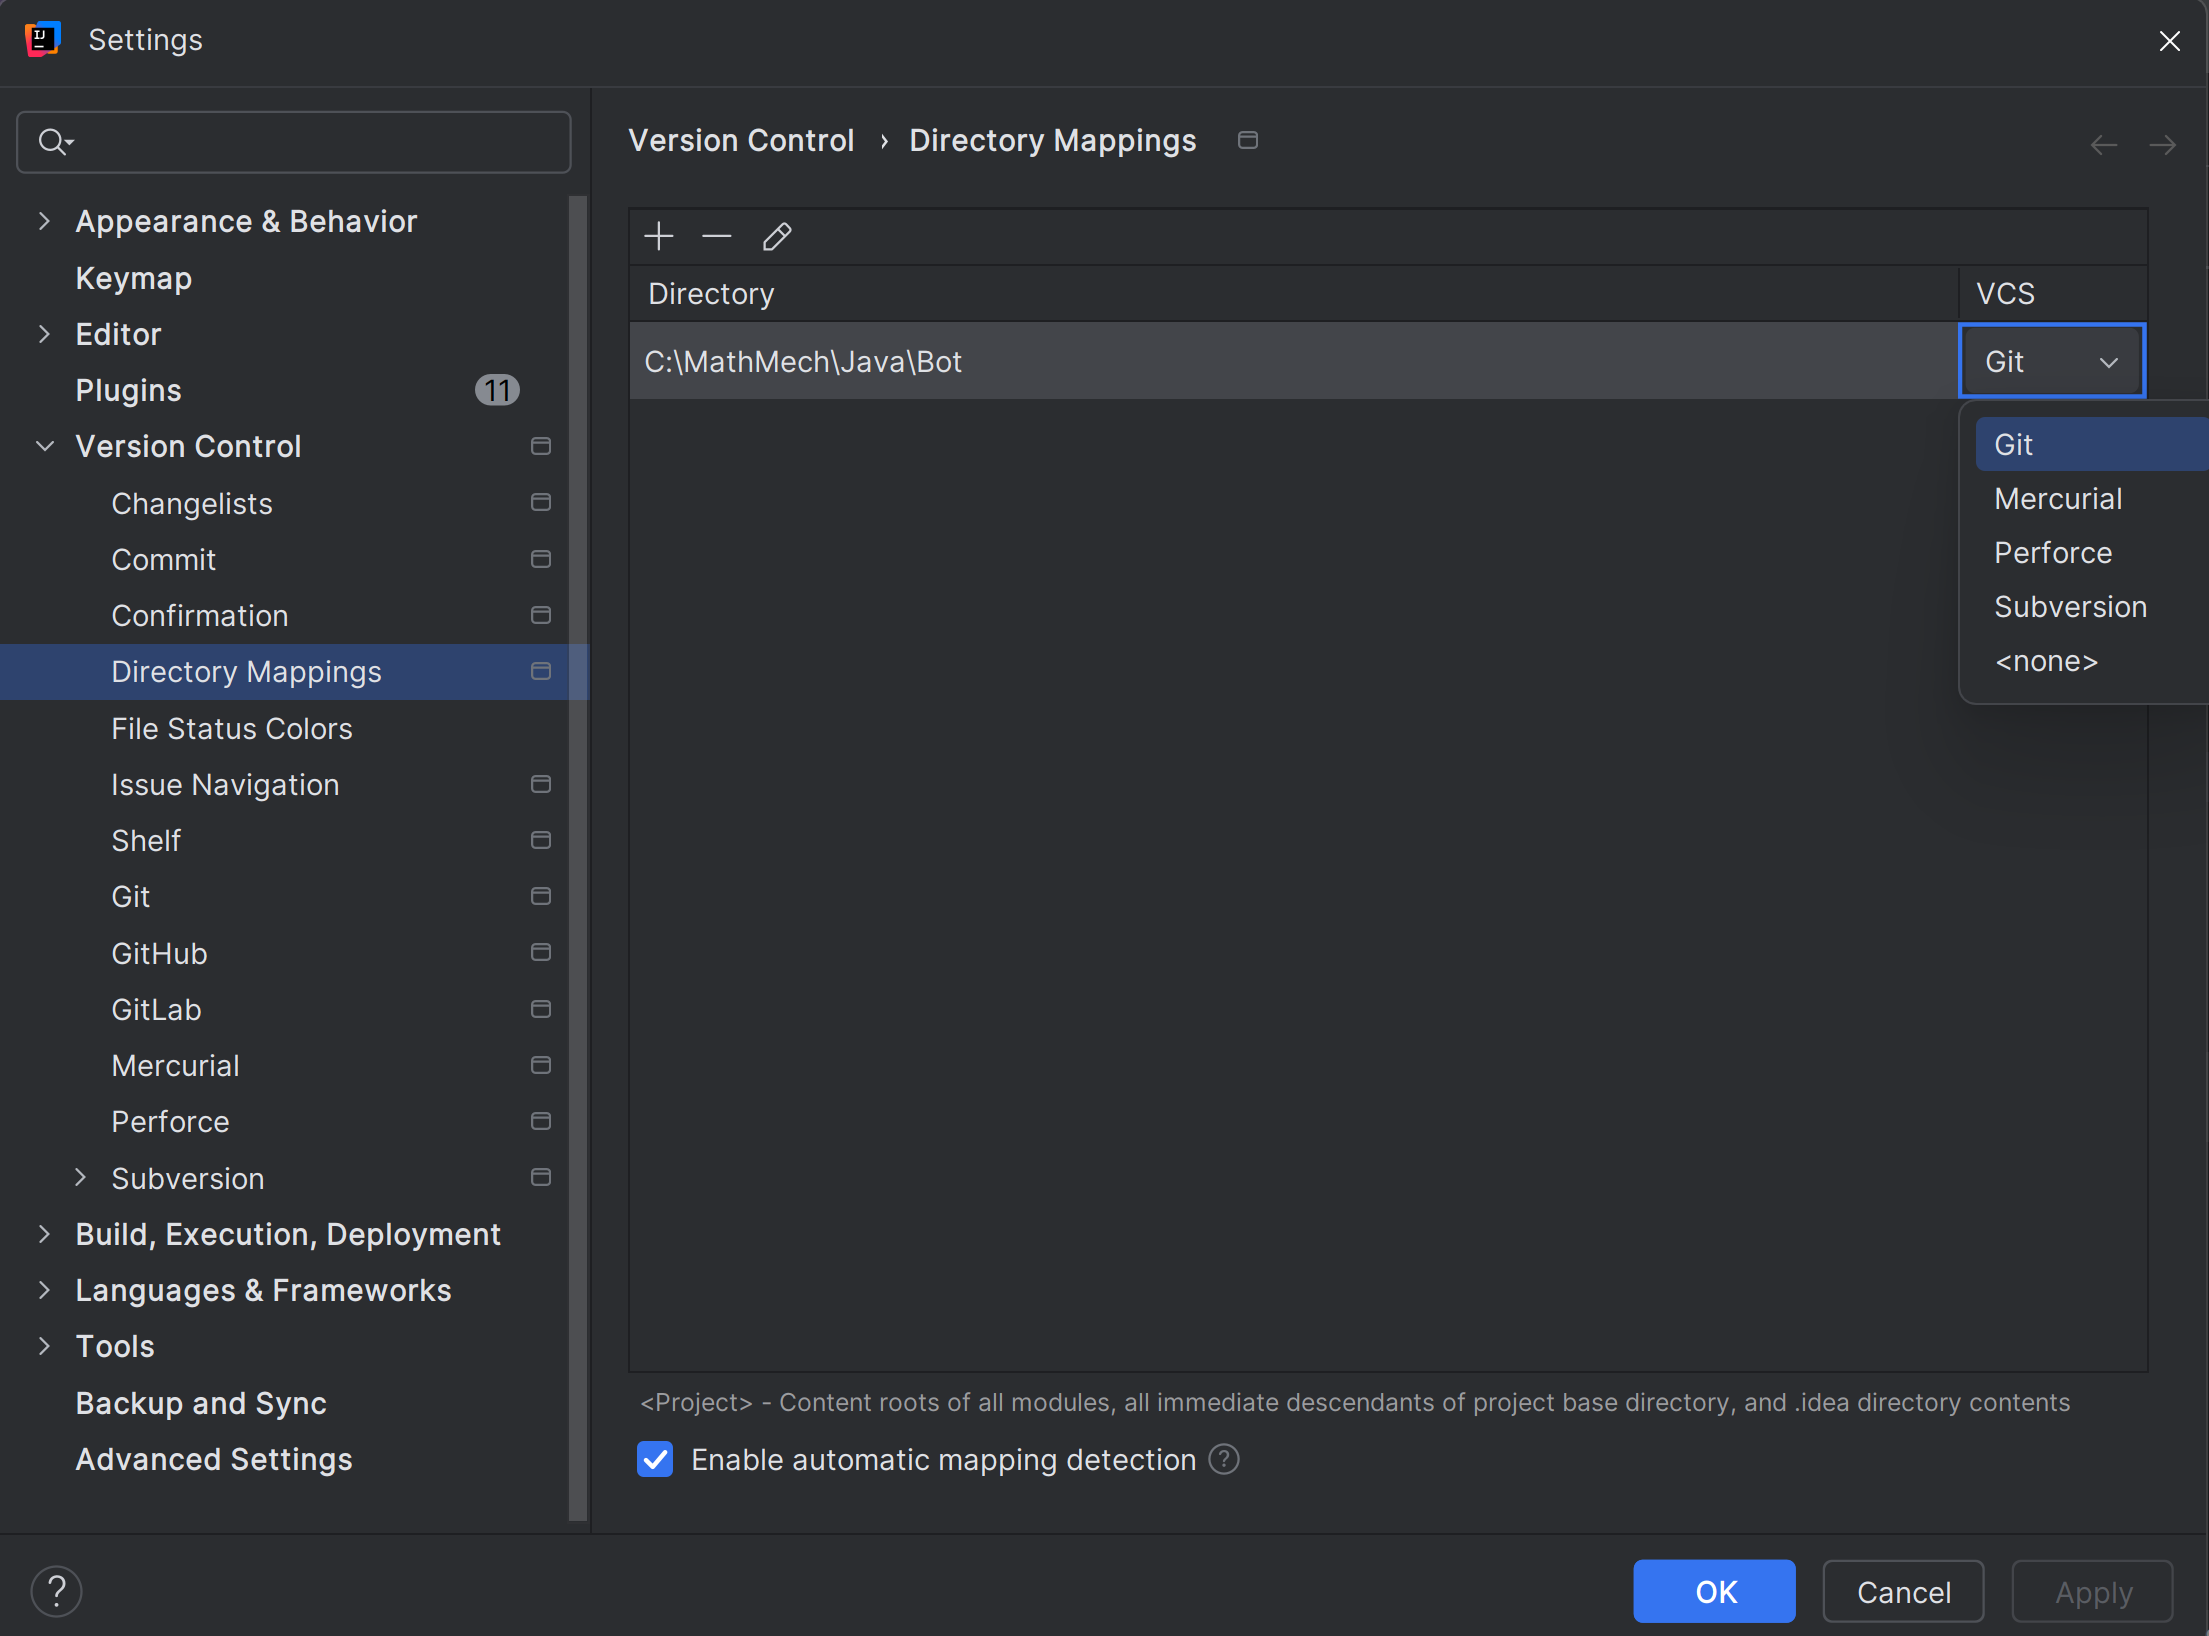 Settings
Version Control › Directory Mappings
Appearance & Behavior
Keymap
Editor
Plugins 11
Version Control
Changelists
Commit
Confirmation
Directory Mappings
File Status Colors
Issue Navigation
Shelf
Git
GitHub
GitLab
Mercurial
Perforce
Subversion
Build, Execution, Deployment
Languages & Frameworks
Tools
Backup and Sync
Advanced Settings
Directory VCS
C:\MathMech\Java\Bot Git
Git
Mercurial
Perforce
Subversion
<none>
<Project> - Content roots of all modules, all immediate descendants of project base directory, and .idea directory contents
Enable automatic mapping detection ?
? OK Cancel Apply